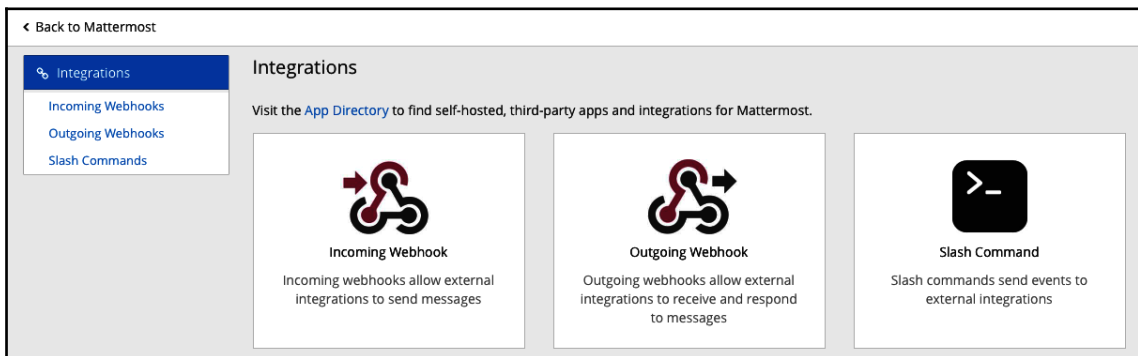 Back to Mattermost
Integrations
Incoming Webhooks
Outgoing Webhooks
Slash Commands
Integrations
Visit the App Directory to find self-hosted, third-party apps and integrations for Mattermost.
Incoming Webhook
Incoming webhooks allow external
integrations to send messages
Outgoing Webhook
Outgoing webhooks allow external
integrations to receive and respond
to messages
Slash Command
Slash commands send events to
external integrations